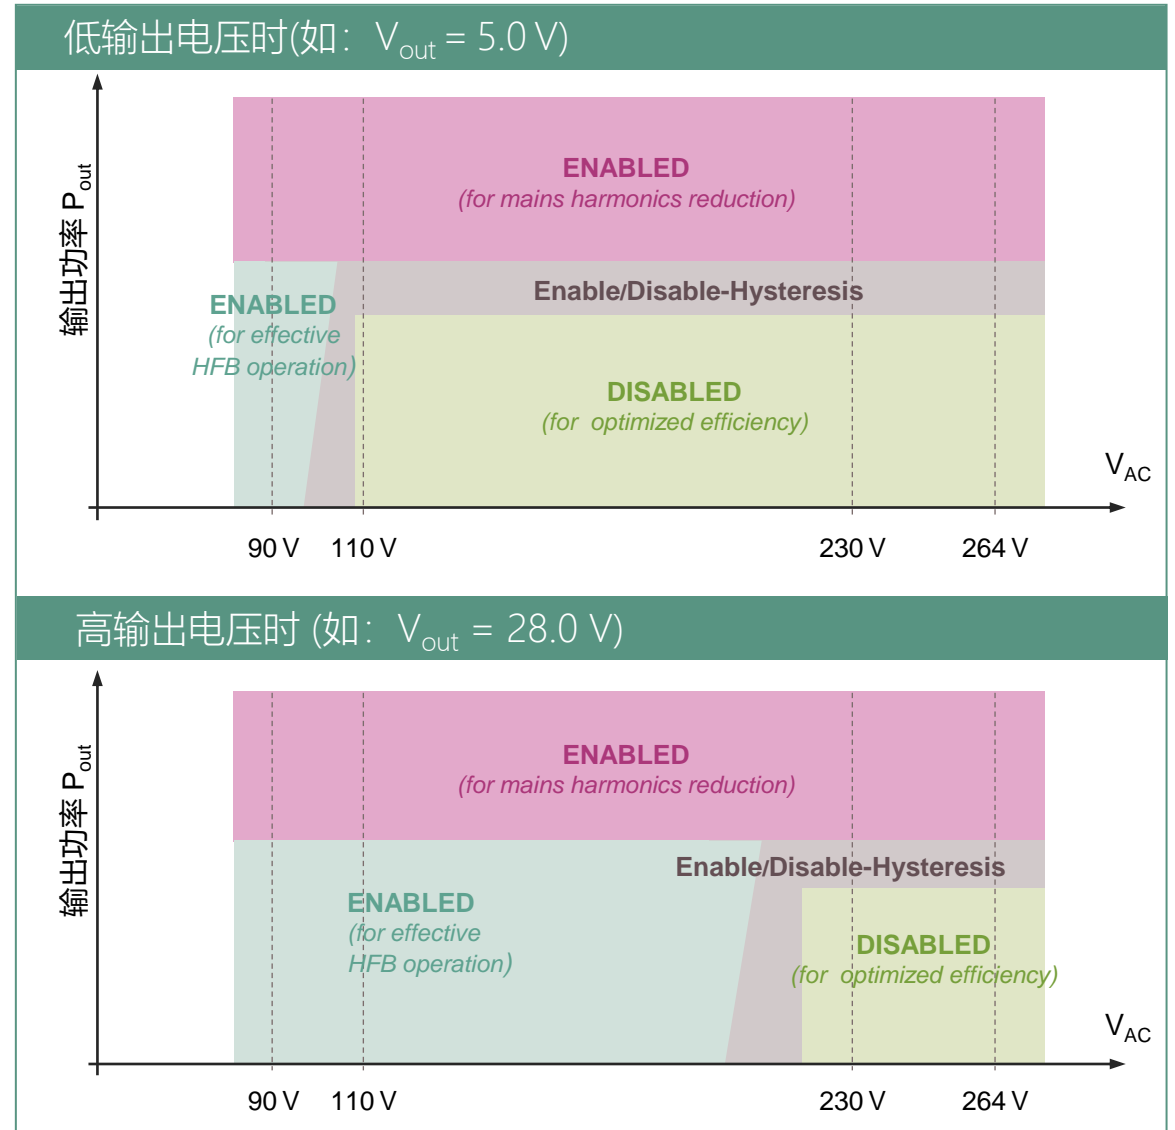 低输出电压时(如：Vout = 5.0 V)
输出功率 Pout
ENABLED
(for mains harmonics reduction)
Enable/Disable-Hysteresis
ENABLED
(for effective
HFB operation)
DISABLED
(for optimized efficiency)
VAC
90 V 110 V 230 V 264 V
高输出电压时 (如：Vout = 28.0 V)
输出功率 Pout
ENABLED
(for mains harmonics reduction)
Enable/Disable-Hysteresis
ENABLED
(for effective
HFB operation)
DISABLED
(for optimized efficiency)
VAC
90 V 110 V 230 V 264 V